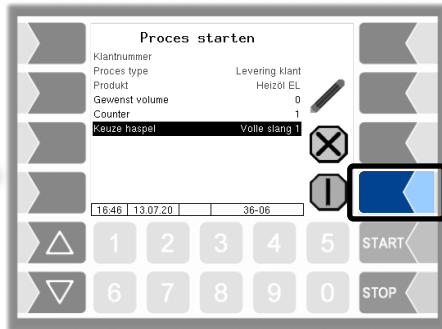 Proces starten
Klantnummer
Proces type Levering klant
Produkt Heizöl EL
Gewenst volume 0
Counter 1
Keuze haspel Volle slang 1
16:46 13.07.20 36-06
1 2 3 4 5 START
6 7 8 9 0 STOP